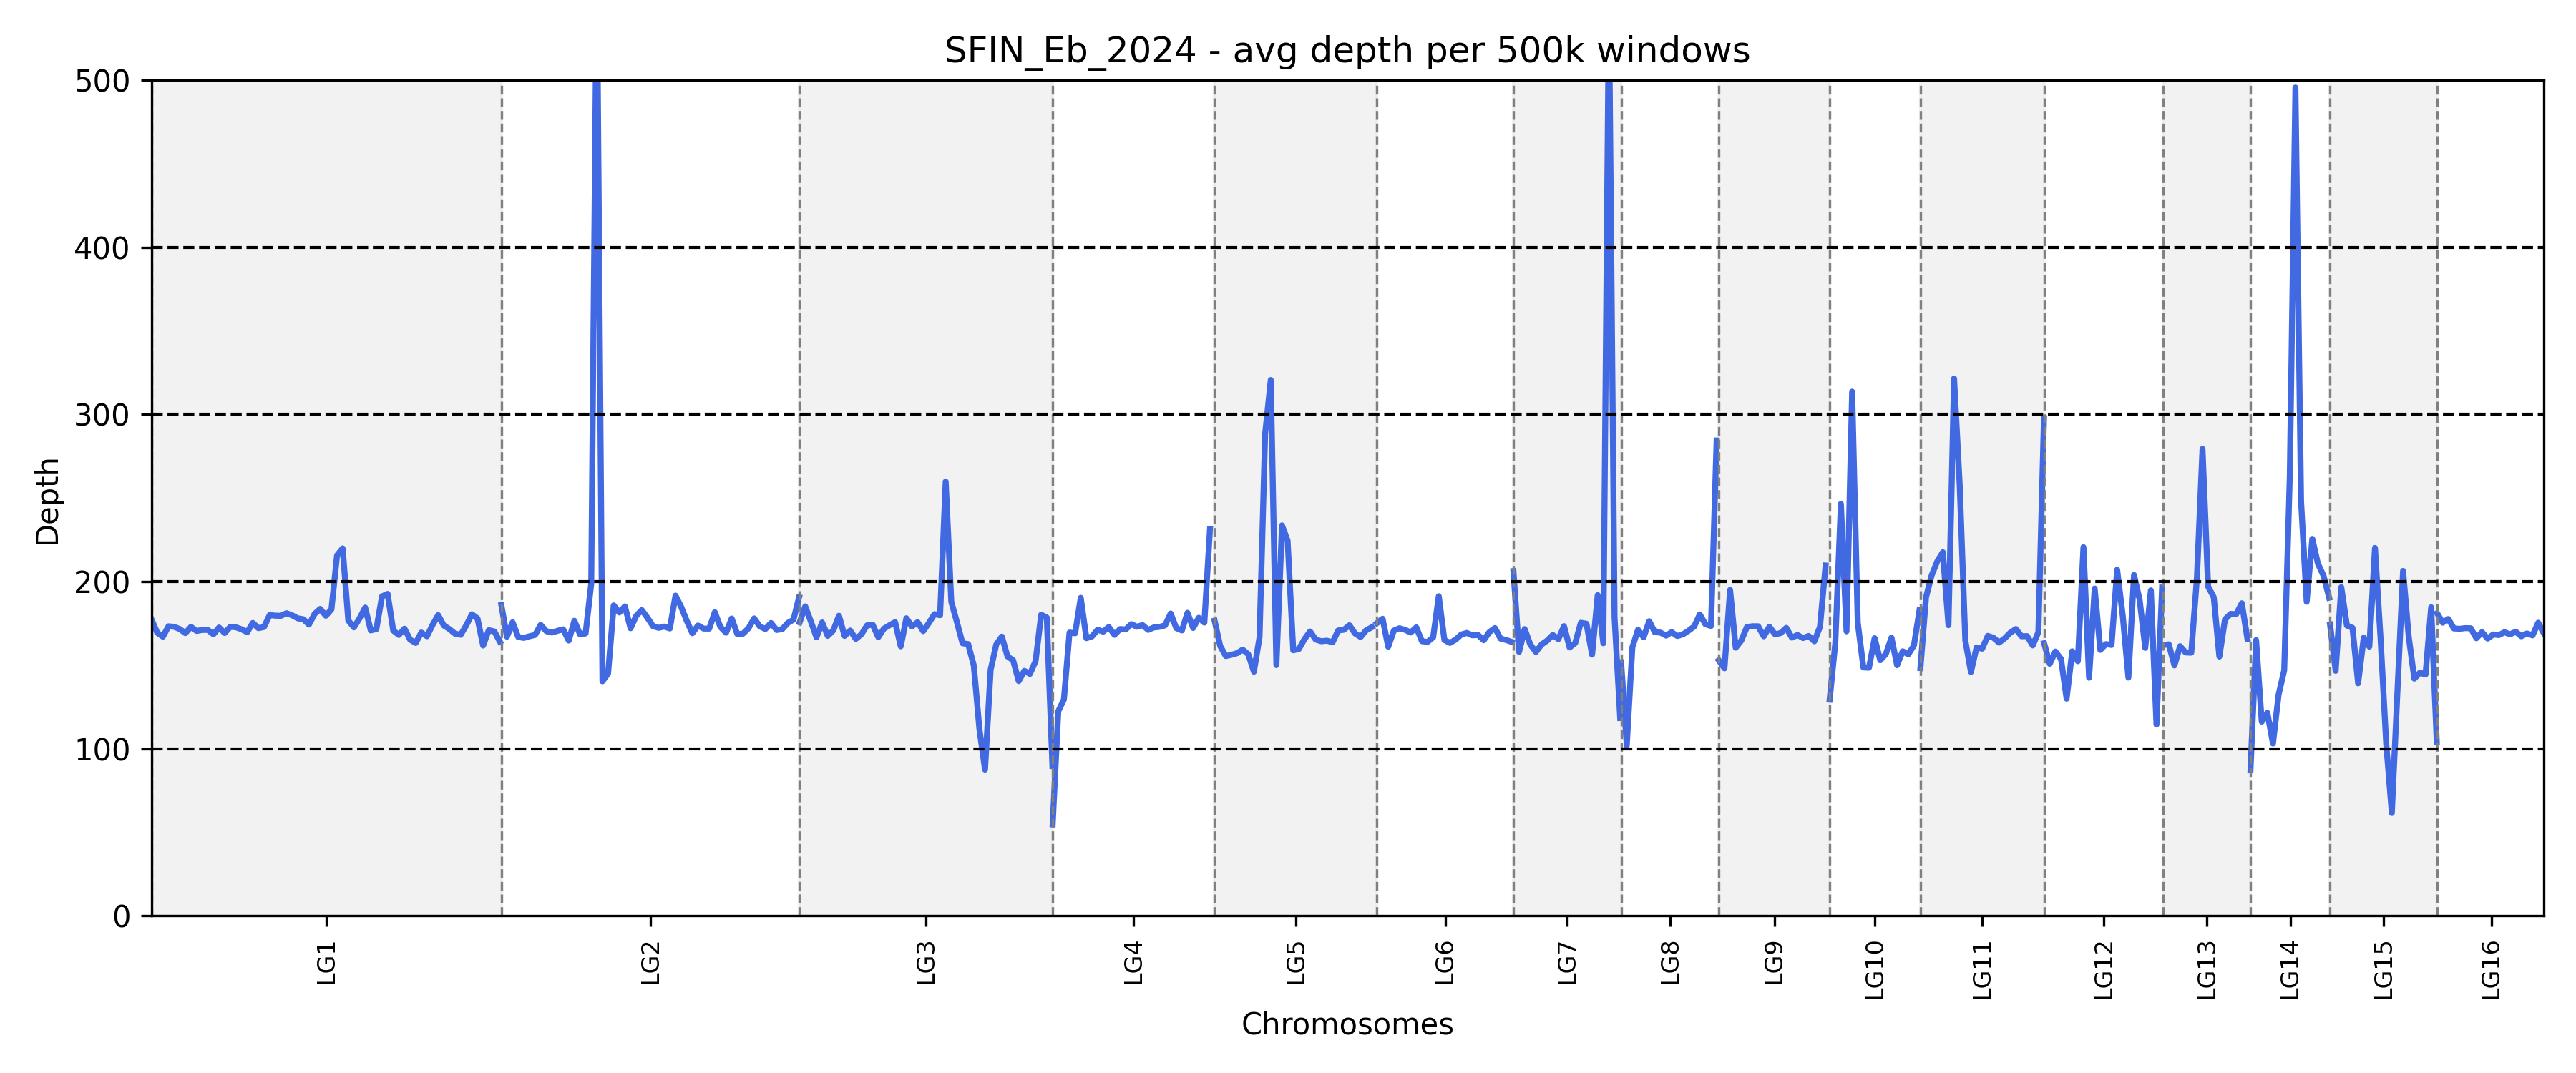 SFIN_Eb_2024 - avg depth per 500k windows
500
400
300
200
100
0
Depth
LG1
LG2
LG3
LG4
LG5
LG6
LG7
LG8
LG9
LG10
LG11
LG12
LG13
LG14
LG15
LG16
Chromosomes